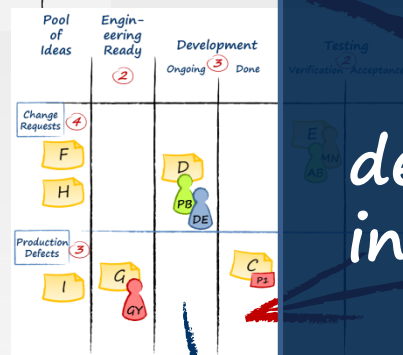 Pool
of
Ideas
Engin-
eering
Ready
2
Development
3
Ongoing
Done
Testing
2
Verification Acceptance
Change
Requests
4
F
E
MN
AB
D
H
PB
DE
de
in
Production
Defects
3
G
C
P1
I
GY